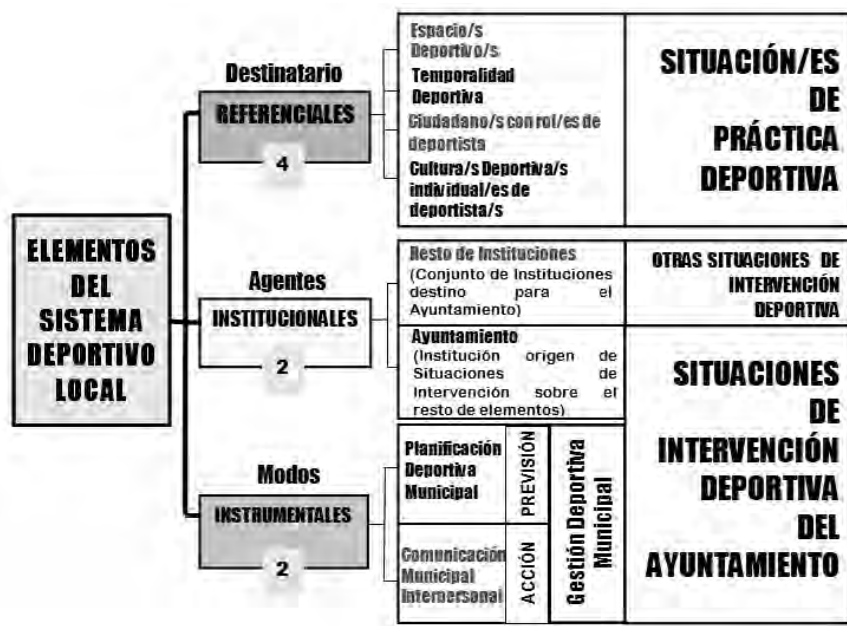 ELEMENTOS
DEL
SISTEMA
DEPORTIVO
LOCAL
Destinatario
REFERENCIALES
4
Espacio/s
Deportivo/s
Temporalidad
Deportiva
Ciudadano/s con rol/es de
deportista
Cultura/s Deportiva/s
individual/es de
deportista/s
SITUACIÓN/ES
DE
PRÁCTICA
DEPORTIVA
Agentes
INSTITUCIONALES
2
Resto de Instituciones
(Conjunto de Instituciones
destino para el
Ayuntamiento)
OTRAS SITUACIONES DE
INTERVENCIÓN
DEPORTIVA
Ayuntamiento
(Institución origen de
Situaciones de
Intervención sobre el
resto de elementos)
Modos
INSTRUMENTALES
2
Planificación
Deportiva
Municipal
PREVISIÓN
Comunicación
Municipal
Interpersonal
ACCIÓN
Gestión Deportiva
Municipal
SITUACIONES
DE
INTERVENCIÓN
DEPORTIVA
DEL
AYUNTAMIENTO